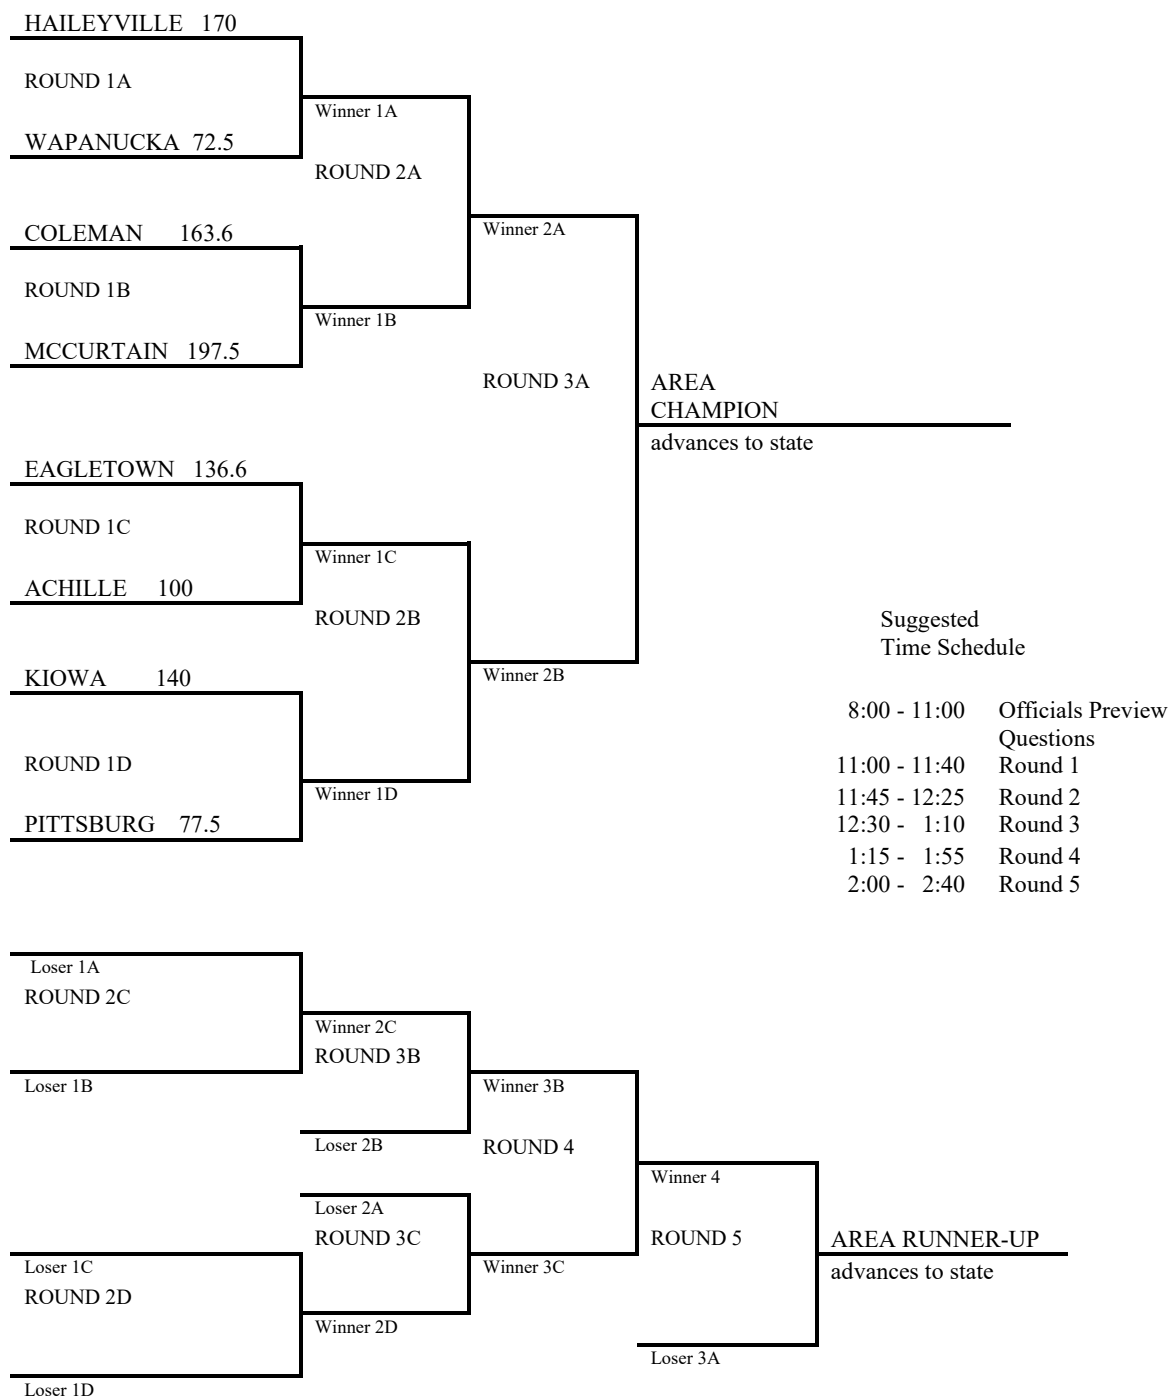 HAILEYVILLE 170
ROUND 1A
Winner 1A
WAPANUCKA 72.5
ROUND 2A
COLEMAN 163.6
Winner 2A
ROUND 1B
Winner 1B
MCCURTAIN 197.5
ROUND 3A
AREA
CHAMPION
advances to state
EAGLETOWN 136.6
ROUND 1C
Winner 1C
ACHILLE 100
ROUND 2B
KIOWA 140
Winner 2B
ROUND 1D
Winner 1D
PITTSBURG 77.5
Suggested
Time Schedule
8:00 - 11:00 Officials Preview
Questions
11:00 - 11:40 Round 1
11:45 - 12:25 Round 2
12:30 - 1:10 Round 3
1:15 - 1:55 Round 4
2:00 - 2:40 Round 5
Loser 1A
ROUND 2C
Winner 2C
ROUND 3B
Loser 1B
Winner 3B
Loser 2B
ROUND 4
Winner 4
Loser 2A
ROUND 3C
ROUND 5
AREA RUNNER-UP
advances to state
Loser 1C
Winner 3C
ROUND 2D
Winner 2D
Loser 3A
Loser 1D